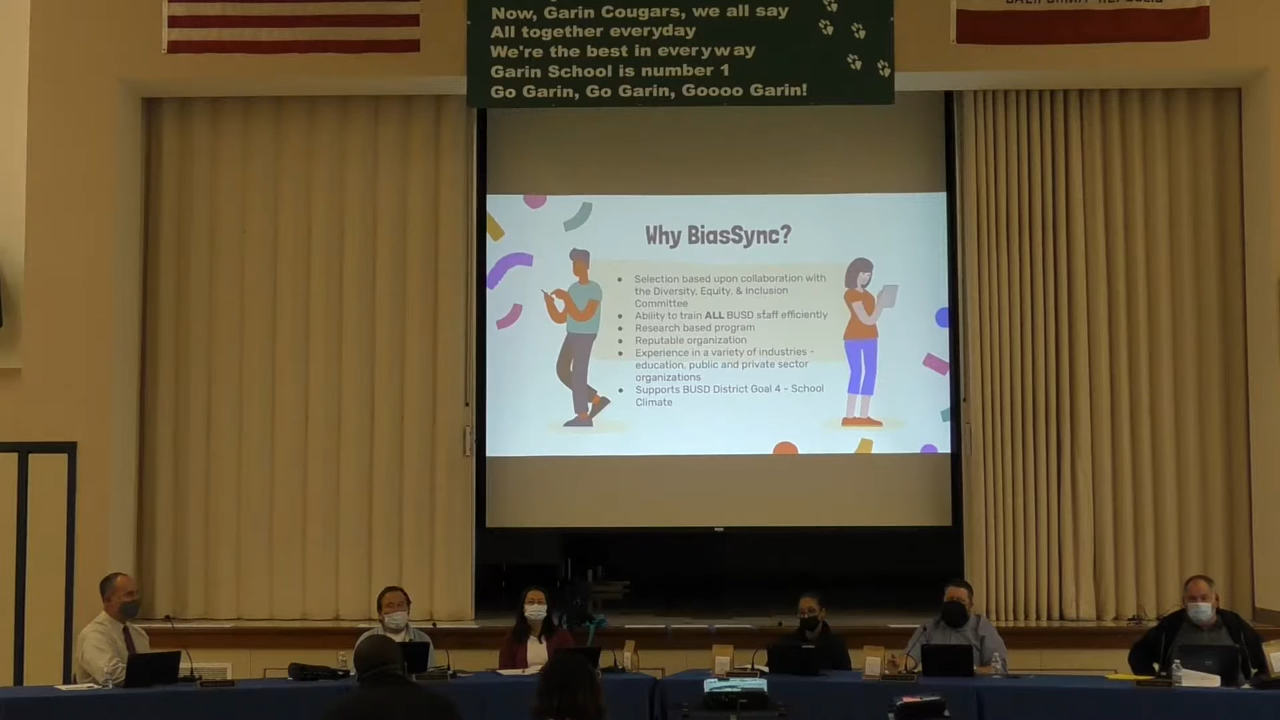 Now, Garin Cougars, we all say
All together everyday
We're the best in everyway
Garin School is number 1
Go Garin, Go Garin, Goooo Garin!
CALIFORNIA REPUBLIC
Why BiasSync?
Selection based upon collaboration with
the Diversity, Equity, & Inclusion
Committee
Ability to train ALL BUSD staff efficiently
Research based program
Reputable organization
Experience in a variety of industries -
education, public and private sector
organizations
Supports BUSD District Goal 4 - School
Climate